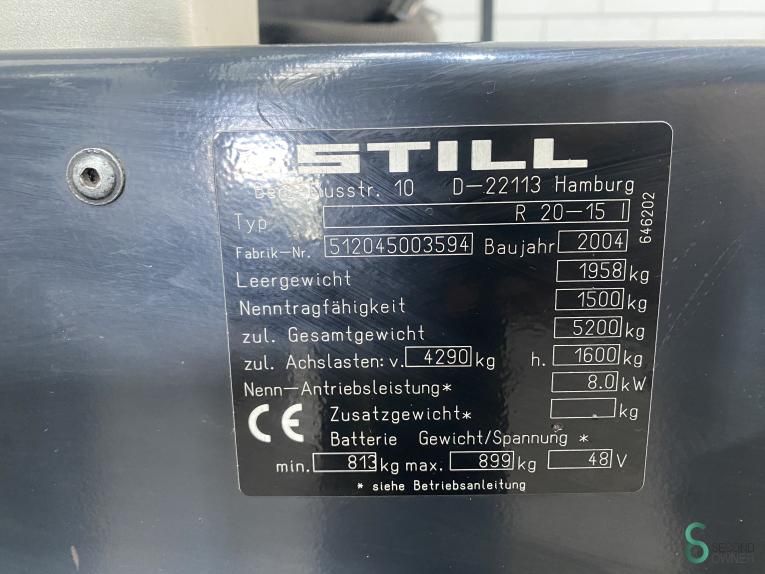 STILL
10 D-22113 Hamburg
Typ R 20-15 I
Fabrik-Nr. 512045003594 Baujahr 2004
646202
Leergewicht 1958 kg
Nenntragfähigkeit 1500 kg
zul. Gesamtgewicht 5200 kg
zul. Achslasten: v. 4290 kg h. 1600 kg
Nenn-Antriebsleistung* 8.0 kW
CE Zusatzgewicht* kg
Batterie Gewicht/Spannung *
min. 813 kg max. 899 kg 48 V
* siehe Betriebsanleitung
SECOND
OWNER